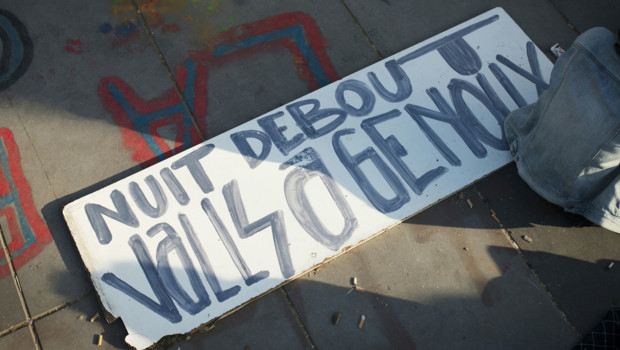 NUIT DEBOUT
VallS à GENOUX